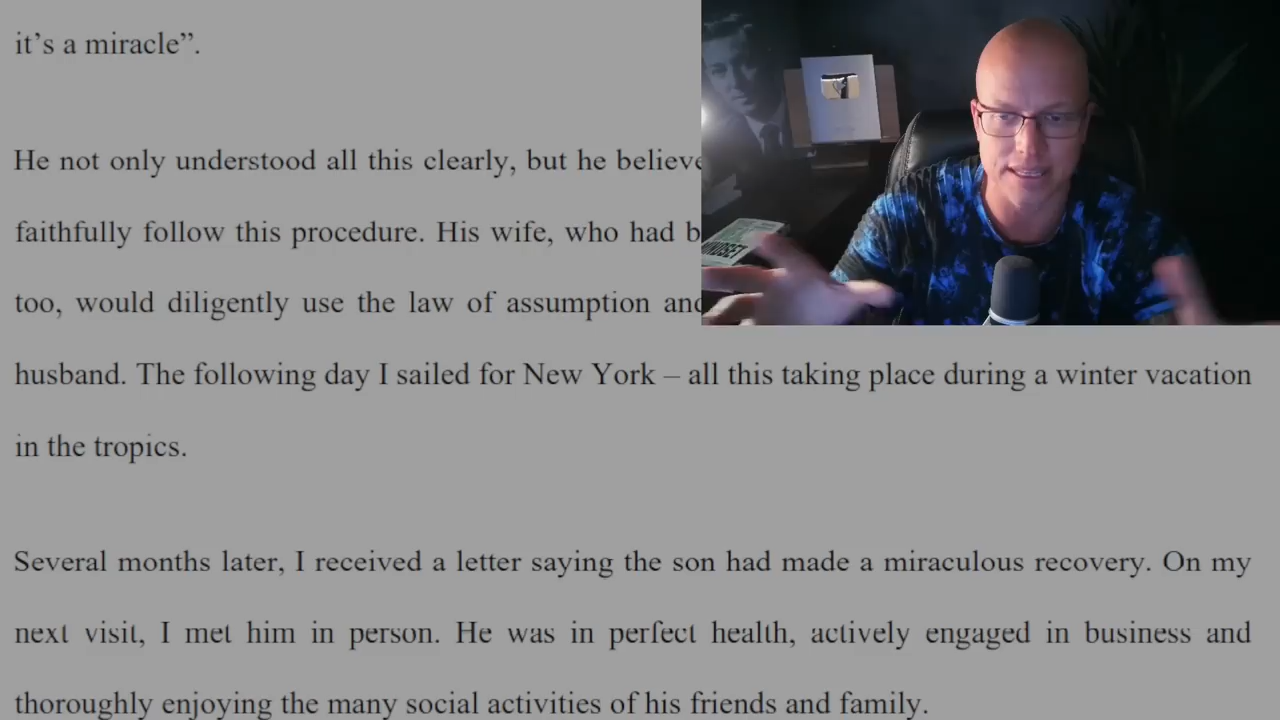 it’s a miracle”.
He not only understood all this clearly, but he believe
faithfully follow this procedure. His wife, who had b
too, would diligently use the law of assumption and
husband. The following day I sailed for New York – all this taking place during a winter vacation
in the tropics.
Several months later, I received a letter saying the son had made a miraculous recovery. On my
next visit, I met him in person. He was in perfect health, actively engaged in business and
thoroughly enjoying the many social activities of his friends and family.
MINDSET